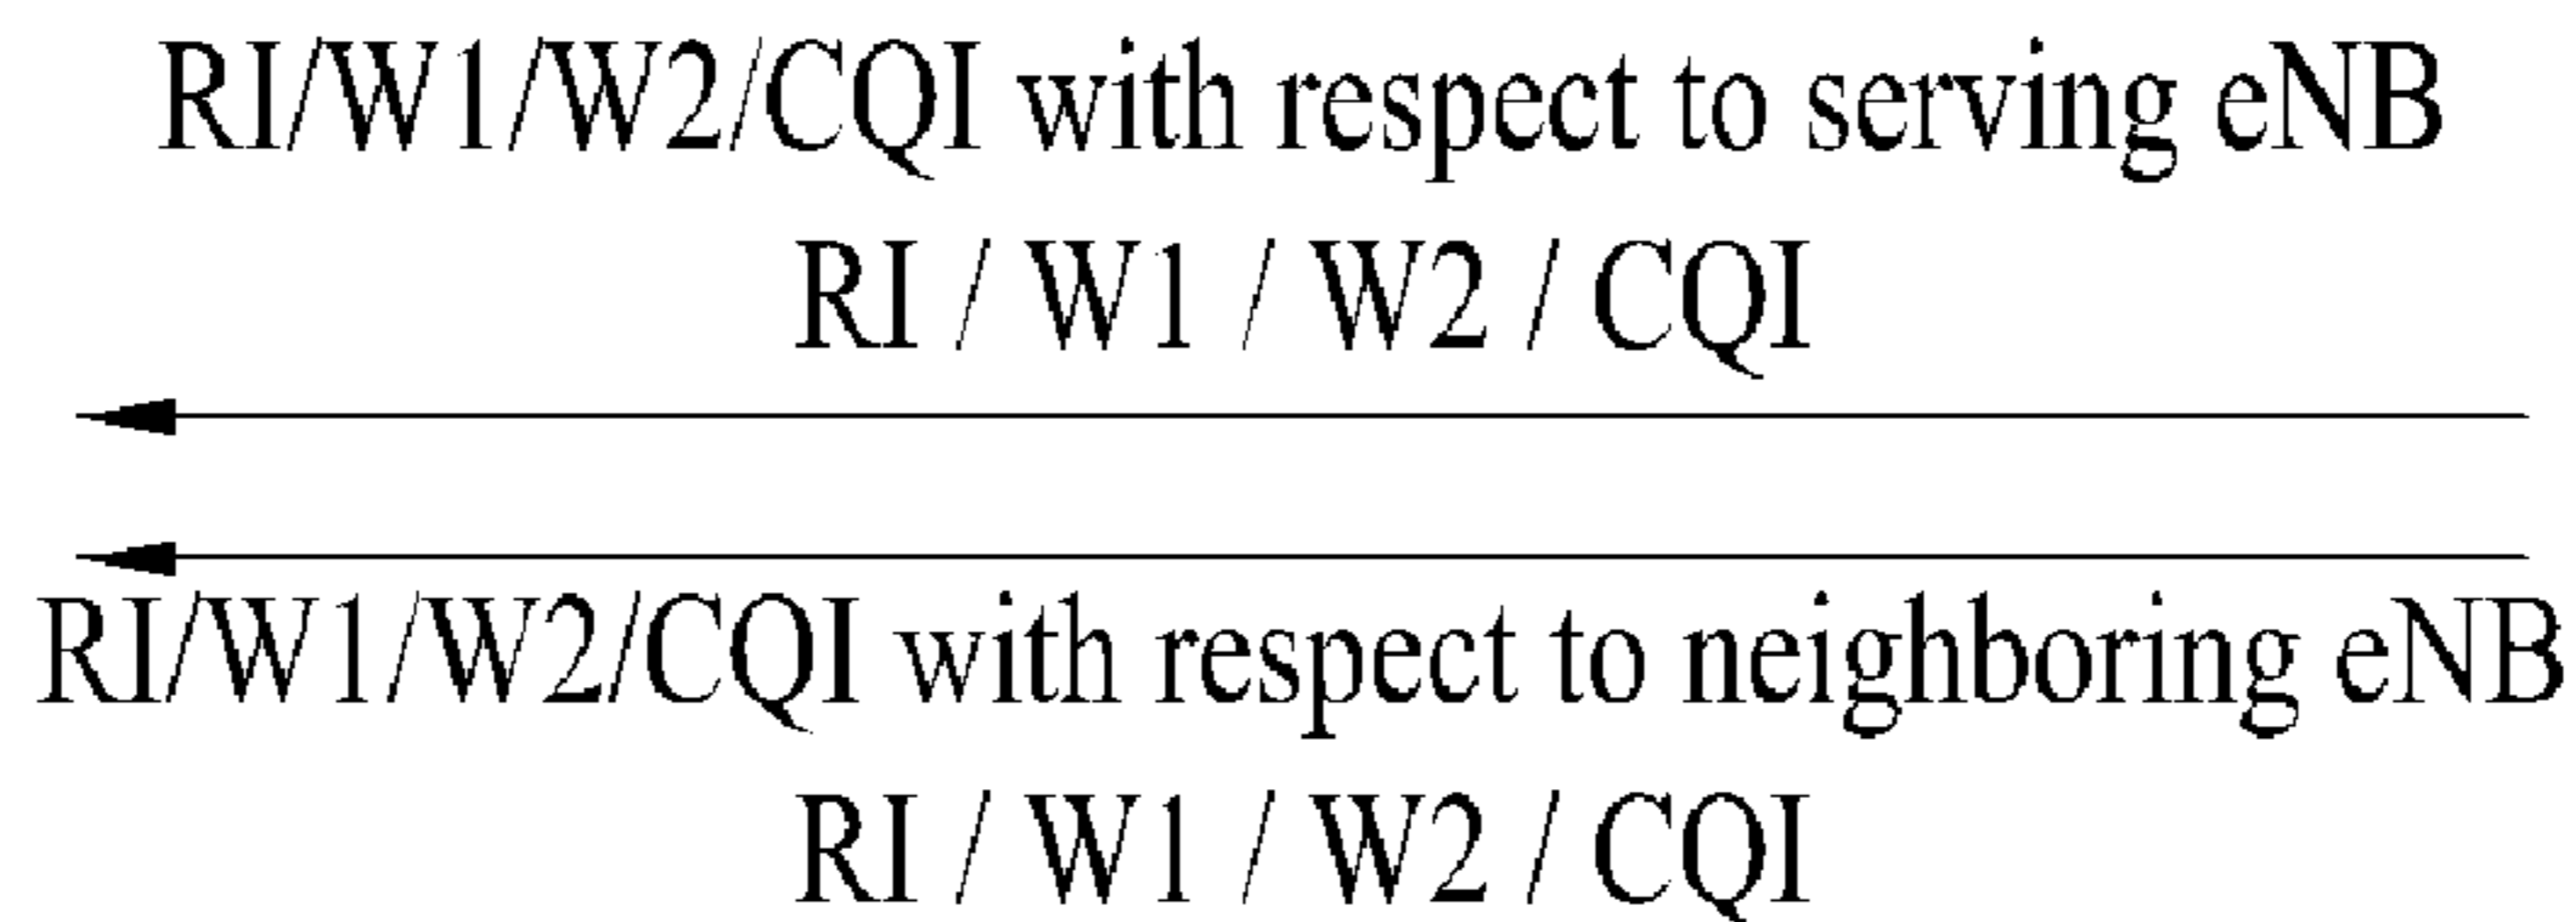 RI/W1/W2/CQI with respect to serving eNB
RI / W1 / W2 / CQI
RI/W1/W2/CQI with respect to neighboring eNB
RI / W1 / W2 / CQI